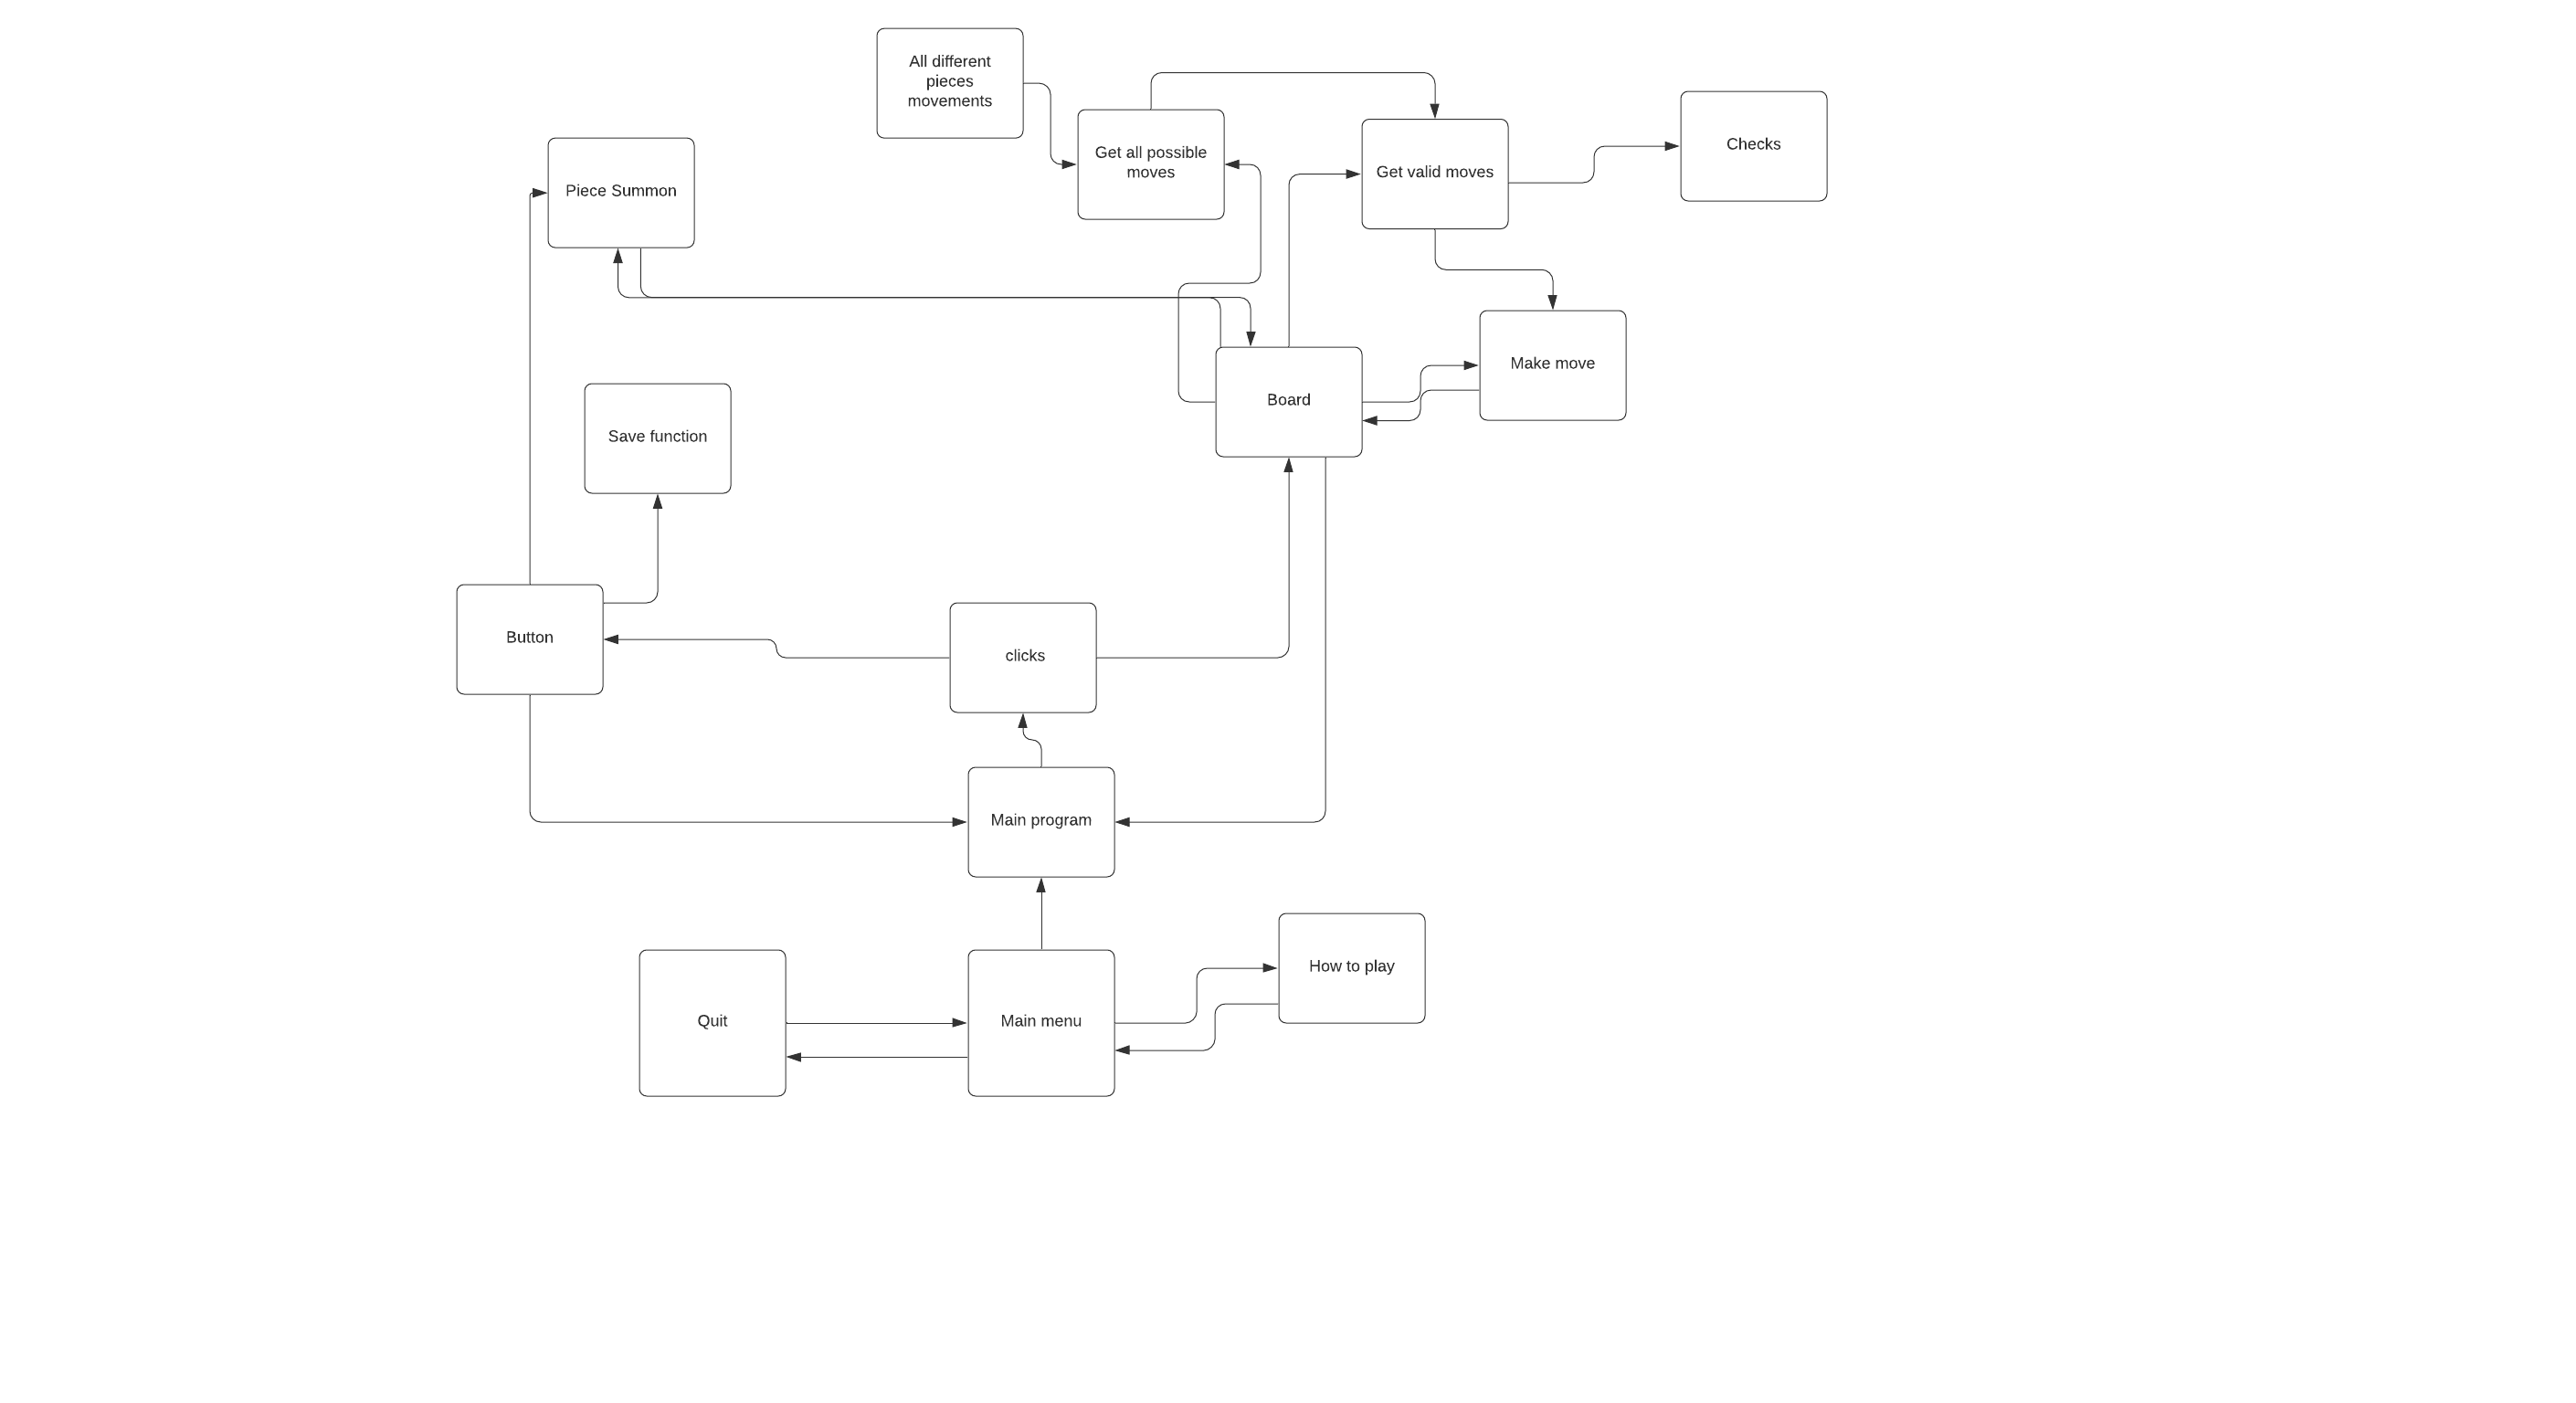 All different
pieces
movements
Get all possible
moves
Get valid moves
Checks
Piece Summon
Make move
Board
Save function
Button
clicks
Main program
How to play
Quit
Main menu